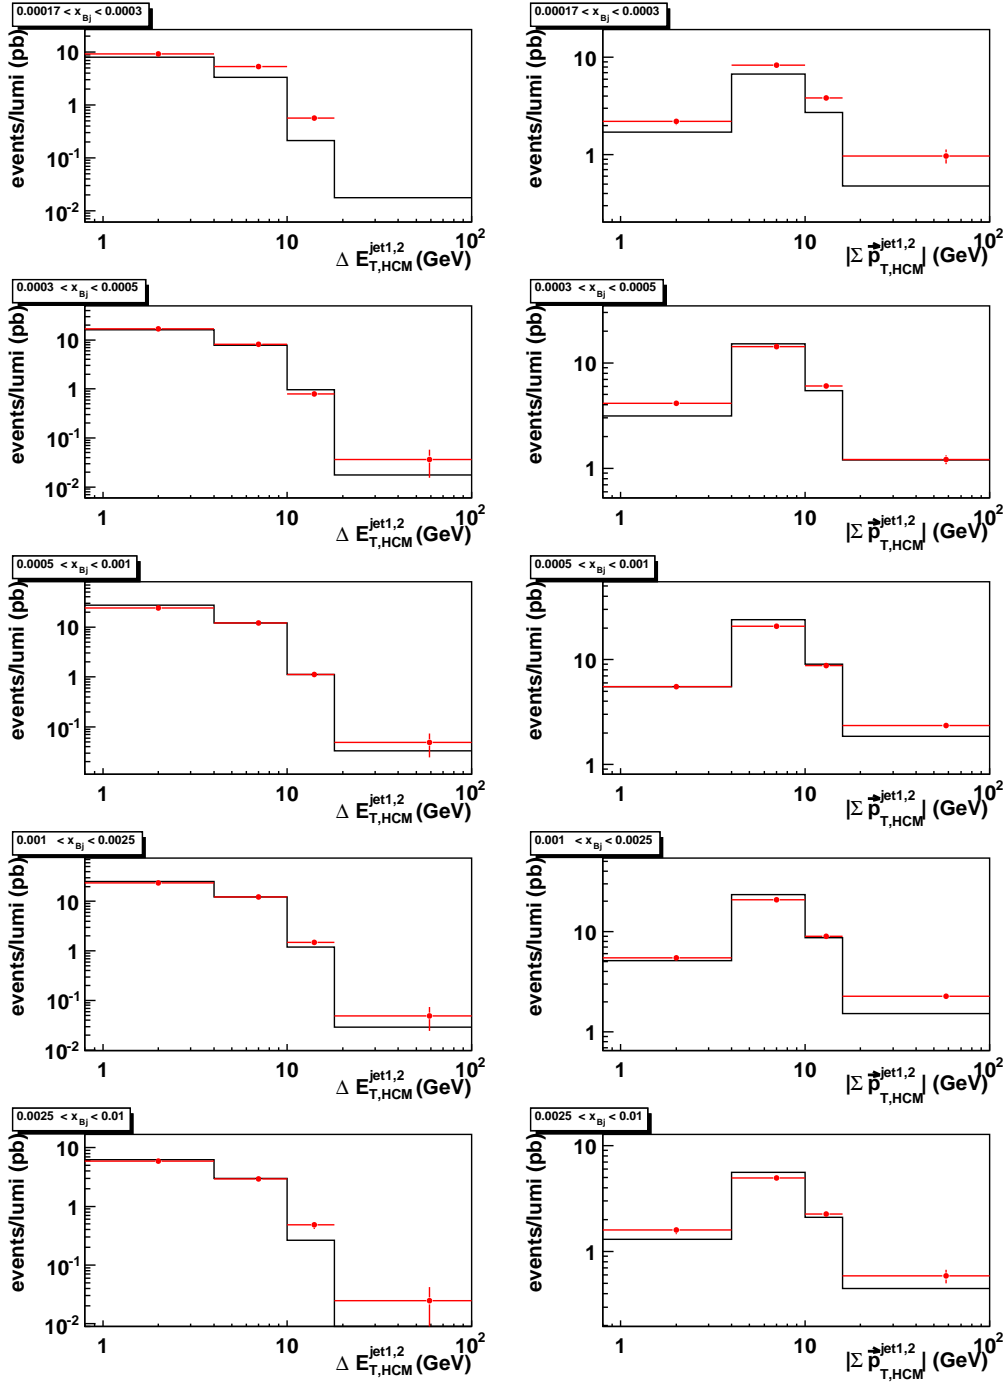 0.00017 < x_Bj < 0.0003
events/lumi (pb)
10
1
10^-1
10^-2
1 10 10^2
Δ E_T,HCM^jet1,2 (GeV)
0.00017 < x_Bj < 0.0003
events/lumi (pb)
10
1
1 10 10^2
|Σ p⃗_T,HCM^jet1,2| (GeV)
0.0003 < x_Bj < 0.0005
events/lumi (pb)
10
1
10^-1
10^-2
1 10 10^2
Δ E_T,HCM^jet1,2 (GeV)
0.0003 < x_Bj < 0.0005
events/lumi (pb)
10
1
1 10 10^2
|Σ p⃗_T,HCM^jet1,2| (GeV)
0.0005 < x_Bj < 0.001
events/lumi (pb)
10
1
10^-1
1 10 10^2
Δ E_T,HCM^jet1,2 (GeV)
0.0005 < x_Bj < 0.001
events/lumi (pb)
10
1
1 10 10^2
|Σ p⃗_T,HCM^jet1,2| (GeV)
0.001 < x_Bj < 0.0025
events/lumi (pb)
10
1
10^-1
10^-2
1 10 10^2
Δ E_T,HCM^jet1,2 (GeV)
0.001 < x_Bj < 0.0025
events/lumi (pb)
10
1
1 10 10^2
|Σ p⃗_T,HCM^jet1,2| (GeV)
0.0025 < x_Bj < 0.01
events/lumi (pb)
10
1
10^-1
10^-2
1 10 10^2
Δ E_T,HCM^jet1,2 (GeV)
0.0025 < x_Bj < 0.01
events/lumi (pb)
10
1
1 10 10^2
|Σ p⃗_T,HCM^jet1,2| (GeV)